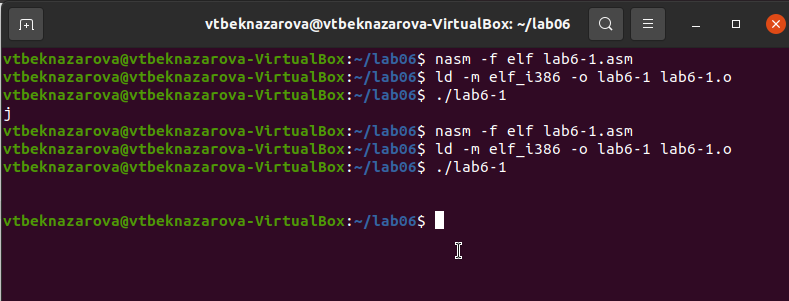 vtbeknazarova@vtbeknazarova-VirtualBox: ~/lab06
vtbeknazarova@vtbeknazarova-VirtualBox:~/lab06$ nasm -f elf lab6-1.asm
vtbeknazarova@vtbeknazarova-VirtualBox:~/lab06$ ld -m elf_i386 -o lab6-1 lab6-1.o
vtbeknazarova@vtbeknazarova-VirtualBox:~/lab06$ ./lab6-1
j
vtbeknazarova@vtbeknazarova-VirtualBox:~/lab06$ nasm -f elf lab6-1.asm
vtbeknazarova@vtbeknazarova-VirtualBox:~/lab06$ ld -m elf_i386 -o lab6-1 lab6-1.o
vtbeknazarova@vtbeknazarova-VirtualBox:~/lab06$ ./lab6-1
vtbeknazarova@vtbeknazarova-VirtualBox:~/lab06$